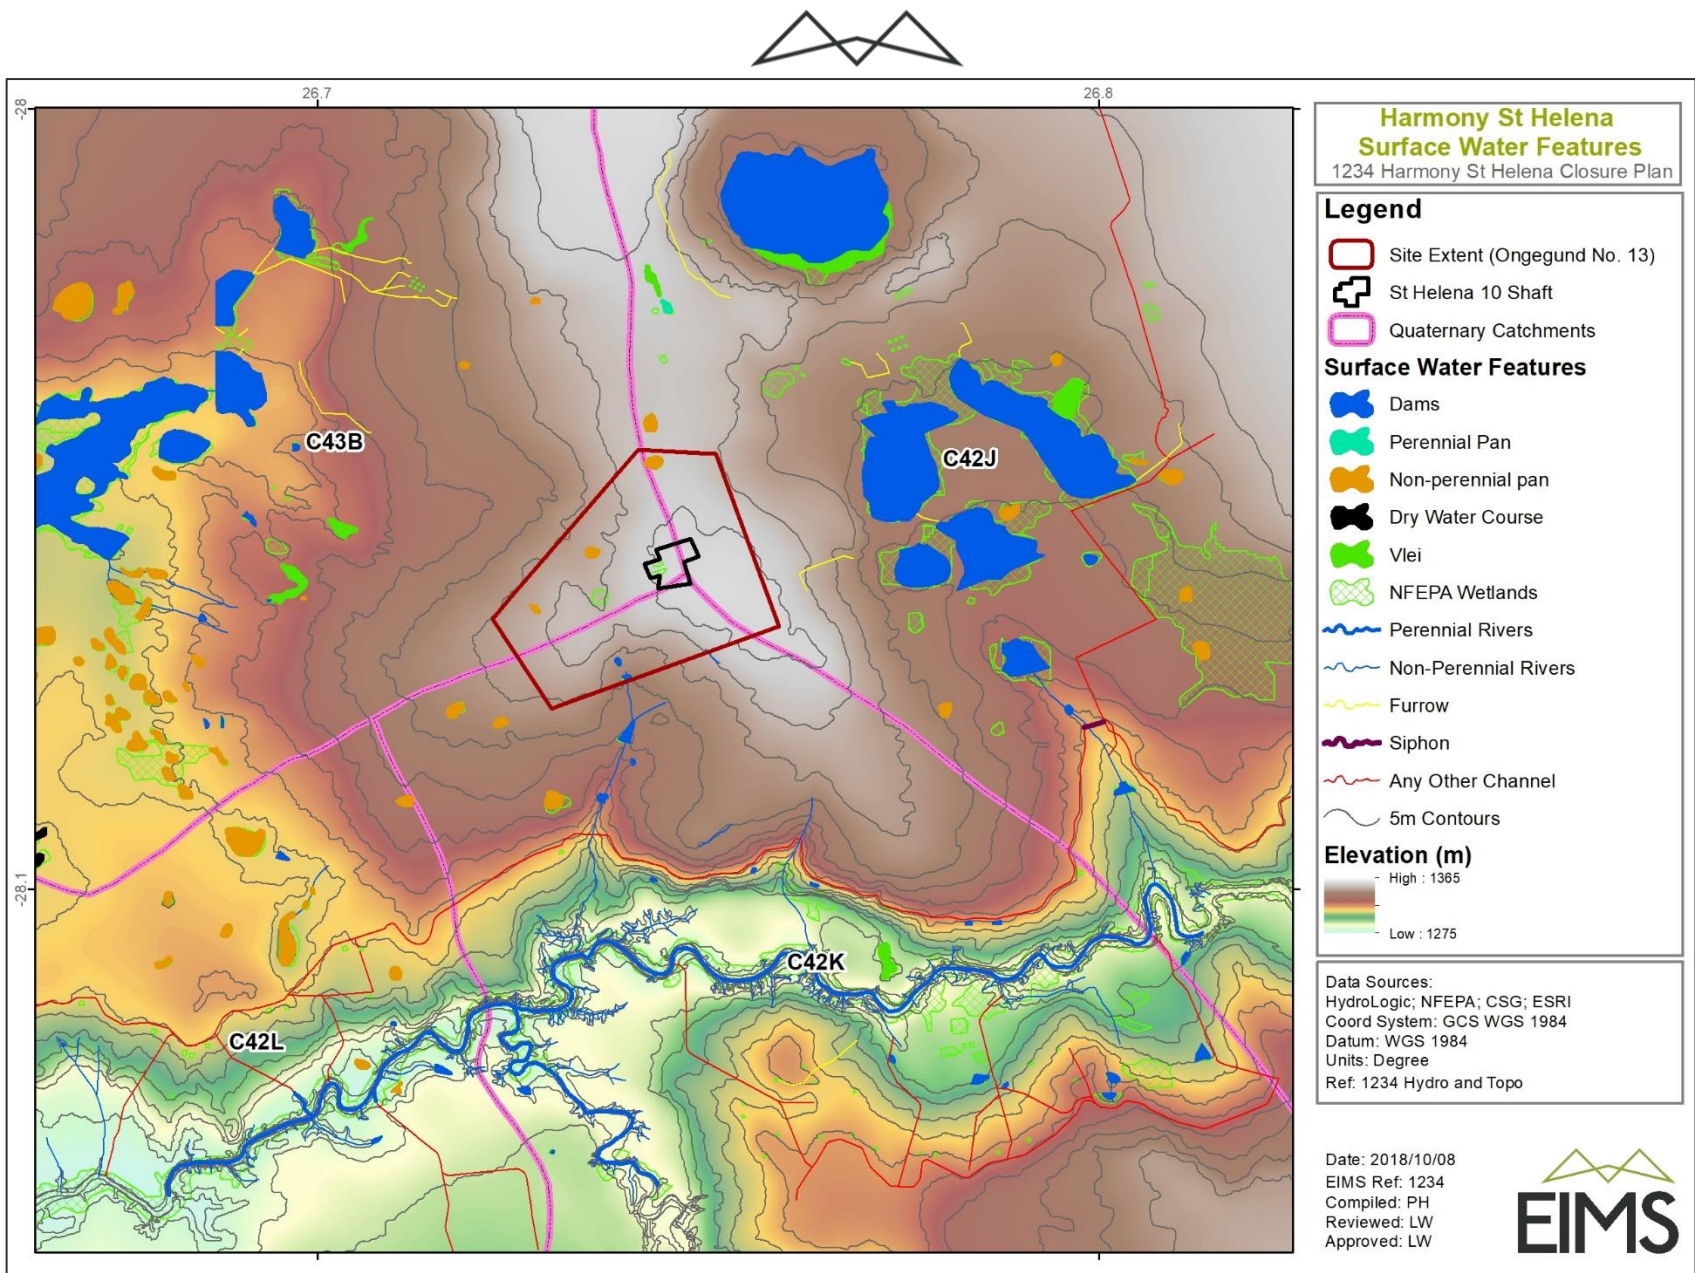 26.7
26.8
-28
-28.1
C43B
C42J
C42K
C42L
Harmony St Helena
Surface Water Features
1234 Harmony St Helena Closure Plan
Legend
Site Extent (Ongegund No. 13)
St Helena 10 Shaft
Quaternary Catchments
Surface Water Features
Dams
Perennial Pan
Non-perennial pan
Dry Water Course
Vlei
NFEPA Wetlands
Perennial Rivers
Non-Perennial Rivers
Furrow
Siphon
Any Other Channel
5m Contours
Elevation (m)
High : 1365
Low : 1275
Data Sources:
HydroLogic; NFEPA; CSG; ESRI
Coord System: GCS WGS 1984
Datum: WGS 1984
Units: Degree
Ref: 1234 Hydro and Topo
Date: 2018/10/08
EIMS Ref: 1234
Compiled: PH
Reviewed: LW
Approved: LW
EIMS